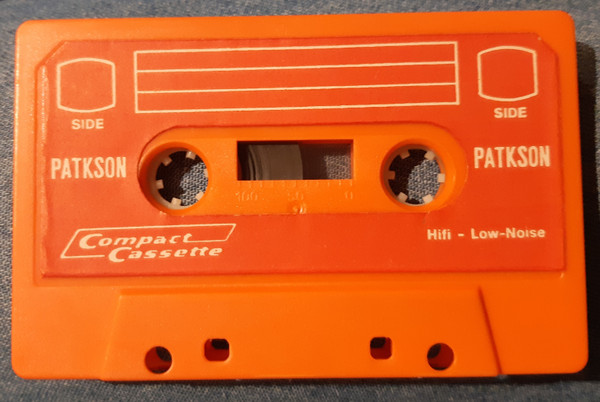 SIDE
SIDE
PATKSON
PATKSON
100 50 0
Compact
Cassette
Hifi - Low-Noise